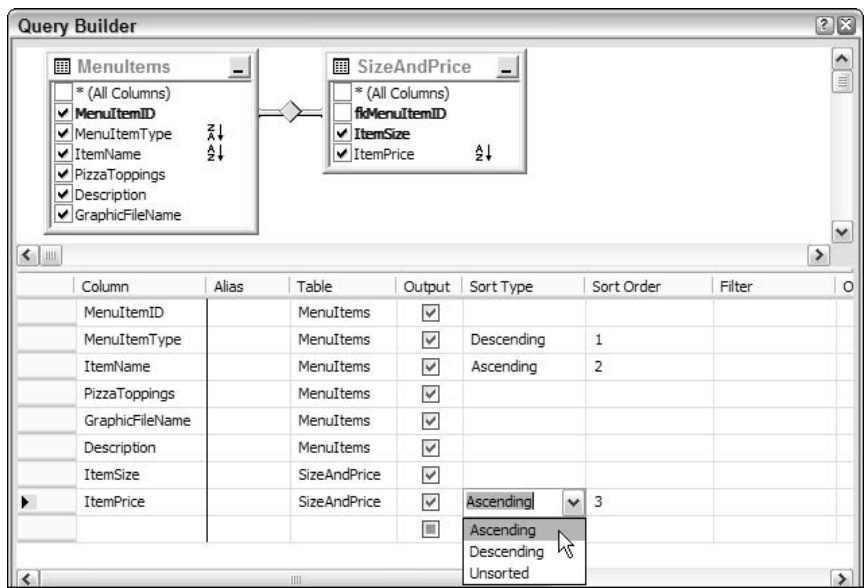 Query Builder
MenuItems
* (All Columns)
MenuItemID
MenuItemType
ItemName
PizzaToppings
Description
GraphicFileName
SizeAndPrice
* (All Columns)
fkMenuItemID
ItemSize
ItemPrice
Column Alias Table Output Sort Type Sort Order Filter O
MenuItemID MenuItems
MenuItemType MenuItems Descending 1
ItemName MenuItems Ascending 2
PizzaToppings MenuItems
GraphicFileName MenuItems
Description MenuItems
ItemSize SizeAndPrice
ItemPrice SizeAndPrice Ascending 3
Ascending
Descending
Unsorted